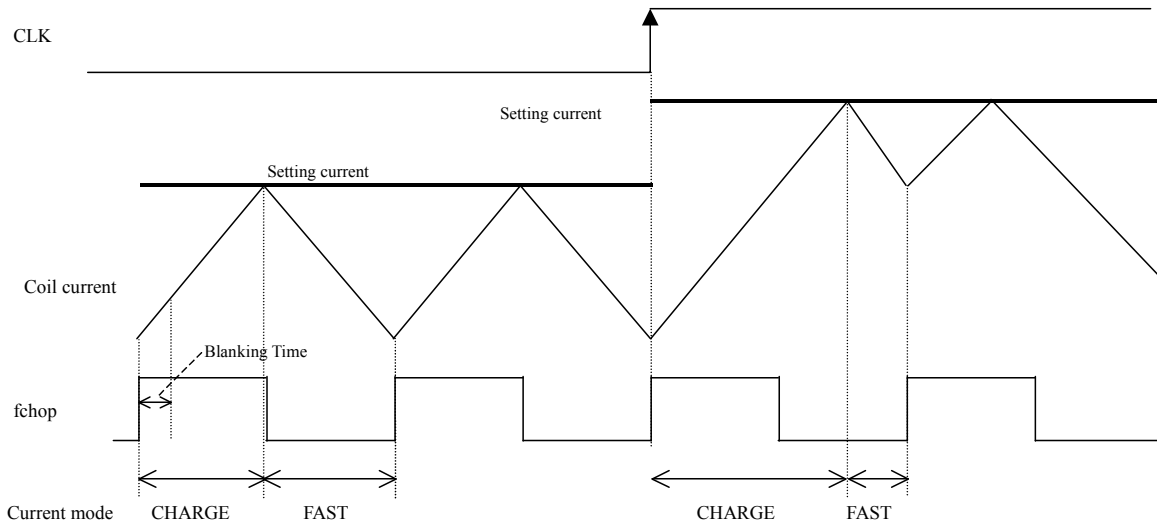 CLK
Setting current
Setting current
Coil current
Blanking Time
fchop
Current mode CHARGE FAST CHARGE FAST